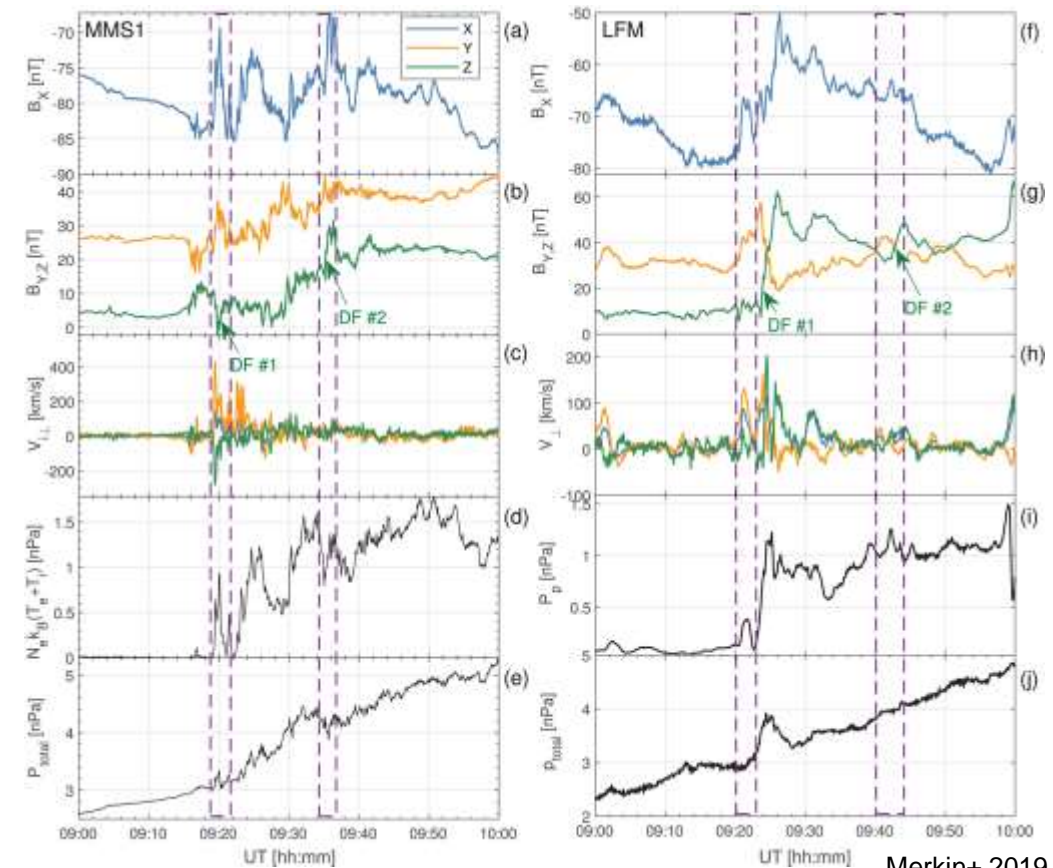 MMS1
X
Y
Z
(a)
-70
-75
-80
-85
-90
B_X [nT]
(b)
40
30
20
10
0
B_Y,Z [nT]
DF #1
DF #2
(c)
400
200
0
-200
V_i⊥ [km/s]
(d)
1.5
1
0.5
0
N_e k_B(T_e+T_i) [nPa]
(e)
5
4
3
P_total [nPa]
09:00 09:10 09:20 09:30 09:40 09:50 10:00
UT [hh:mm]
LFM
(f)
-50
-60
-70
-80
B_X [nT]
(g)
60
40
20
0
B_Y,Z [nT]
DF #1
DF #2
(h)
200
100
0
-100
V_⊥ [km/s]
(i)
1.5
1
0.5
P_p [nPa]
(j)
5
4
3
2
p_total [nPa]
09:00 09:10 09:20 09:30 09:40 09:50 10:00
UT [hh:mm]
Merkin+ 2019